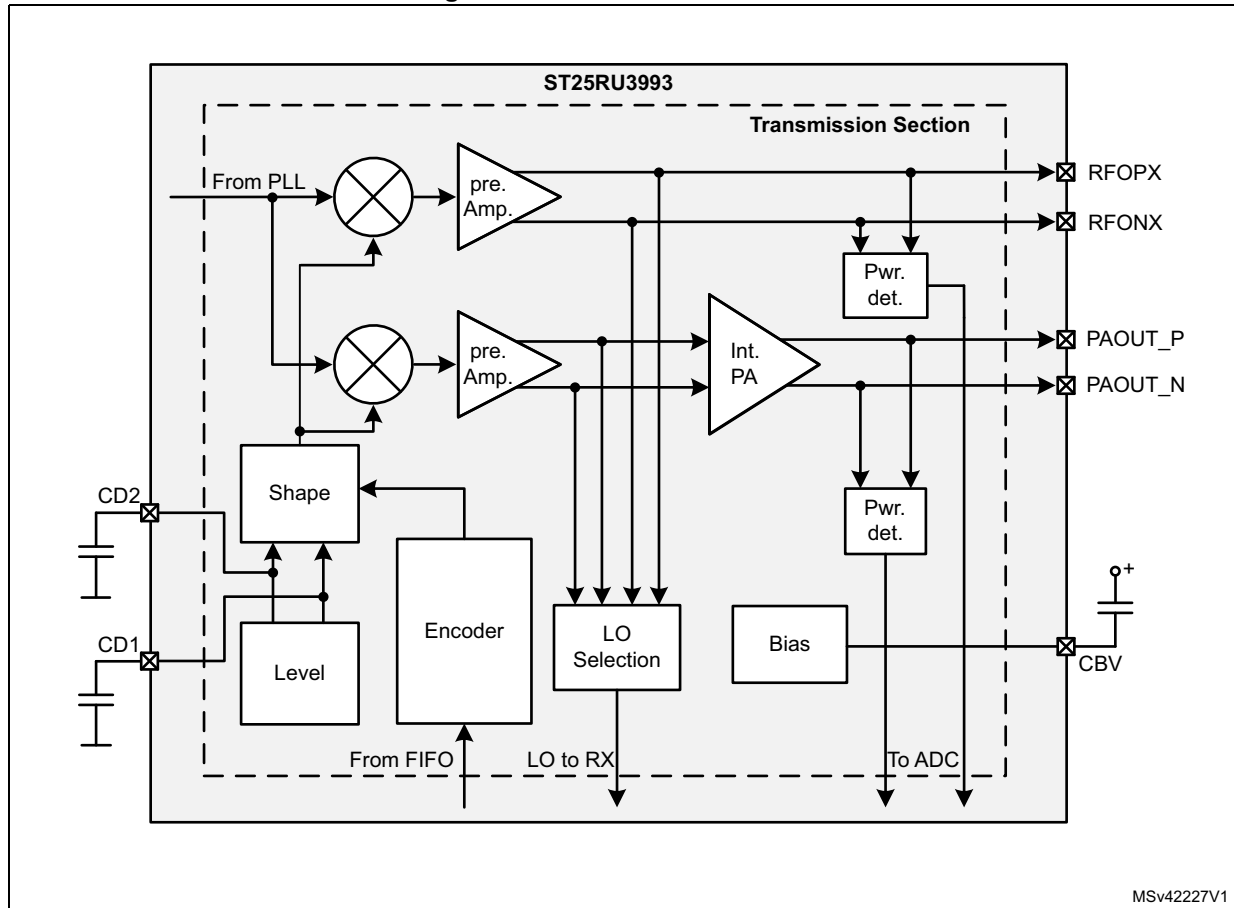 ST25RU3993
Transmission Section
From PLL
pre.
Amp.
RFOPX
RFONX
Pwr.
det.
pre.
Amp.
Int.
PA
PAOUT_P
PAOUT_N
CD2
Shape
Pwr.
det.
+
Encoder
CD1
Level
LO
Selection
Bias
CBV
From FIFO
LO to RX
To ADC
MSv42227V1